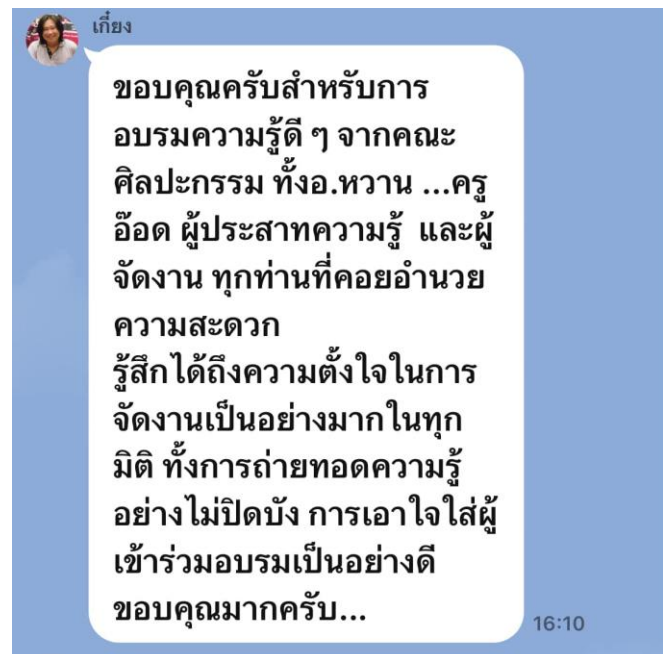 เกี๋ยง
ขอบคุณครับสำหรับการ
อบรมความรู้ดี ๆ จากคณะ
ศิลปะกรรม ทั้งอ.หวาน ...ครู
อ๊อด ผู้ประสาทความรู้  และผู้
จัดงาน ทุกท่านที่คอยอำนวย
ความสะดวก
รู้สึกได้ถึงความตั้งใจในการ
จัดงานเป็นอย่างมากในทุก
มิติ ทั้งการถ่ายทอดความรู้
อย่างไม่ปิดบัง การเอาใจใส่ผู้
เข้าร่วมอบรมเป็นอย่างดี
ขอบคุณมากครับ...
16:10